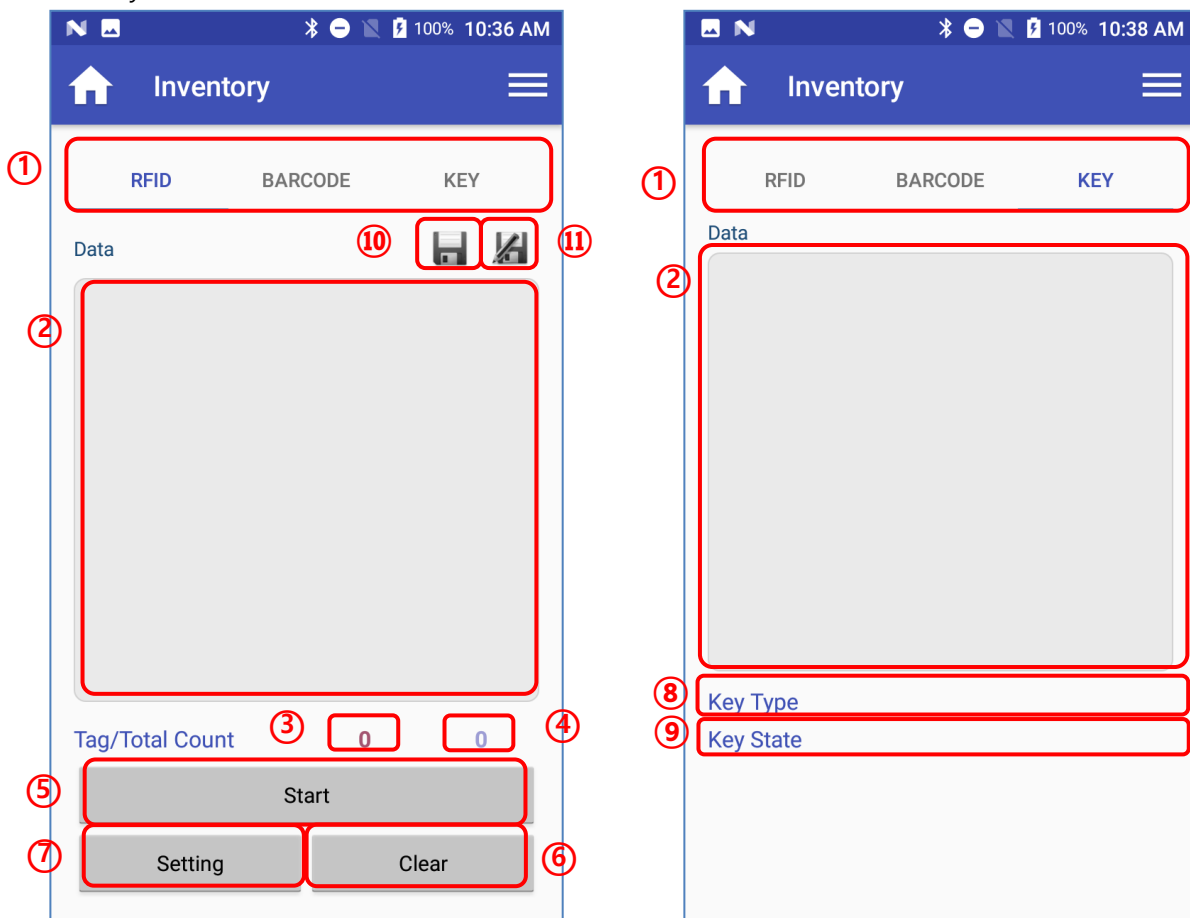 100% 10:36 AM
Inventory
① RFID BARCODE KEY
Data ⑩ ⑪
②
Tag/Total Count ③ 0 0 ④
⑤ Start
⑦ Setting Clear ⑥
100% 10:38 AM
Inventory
① RFID BARCODE KEY
Data
②
⑧ Key Type
⑨ Key State